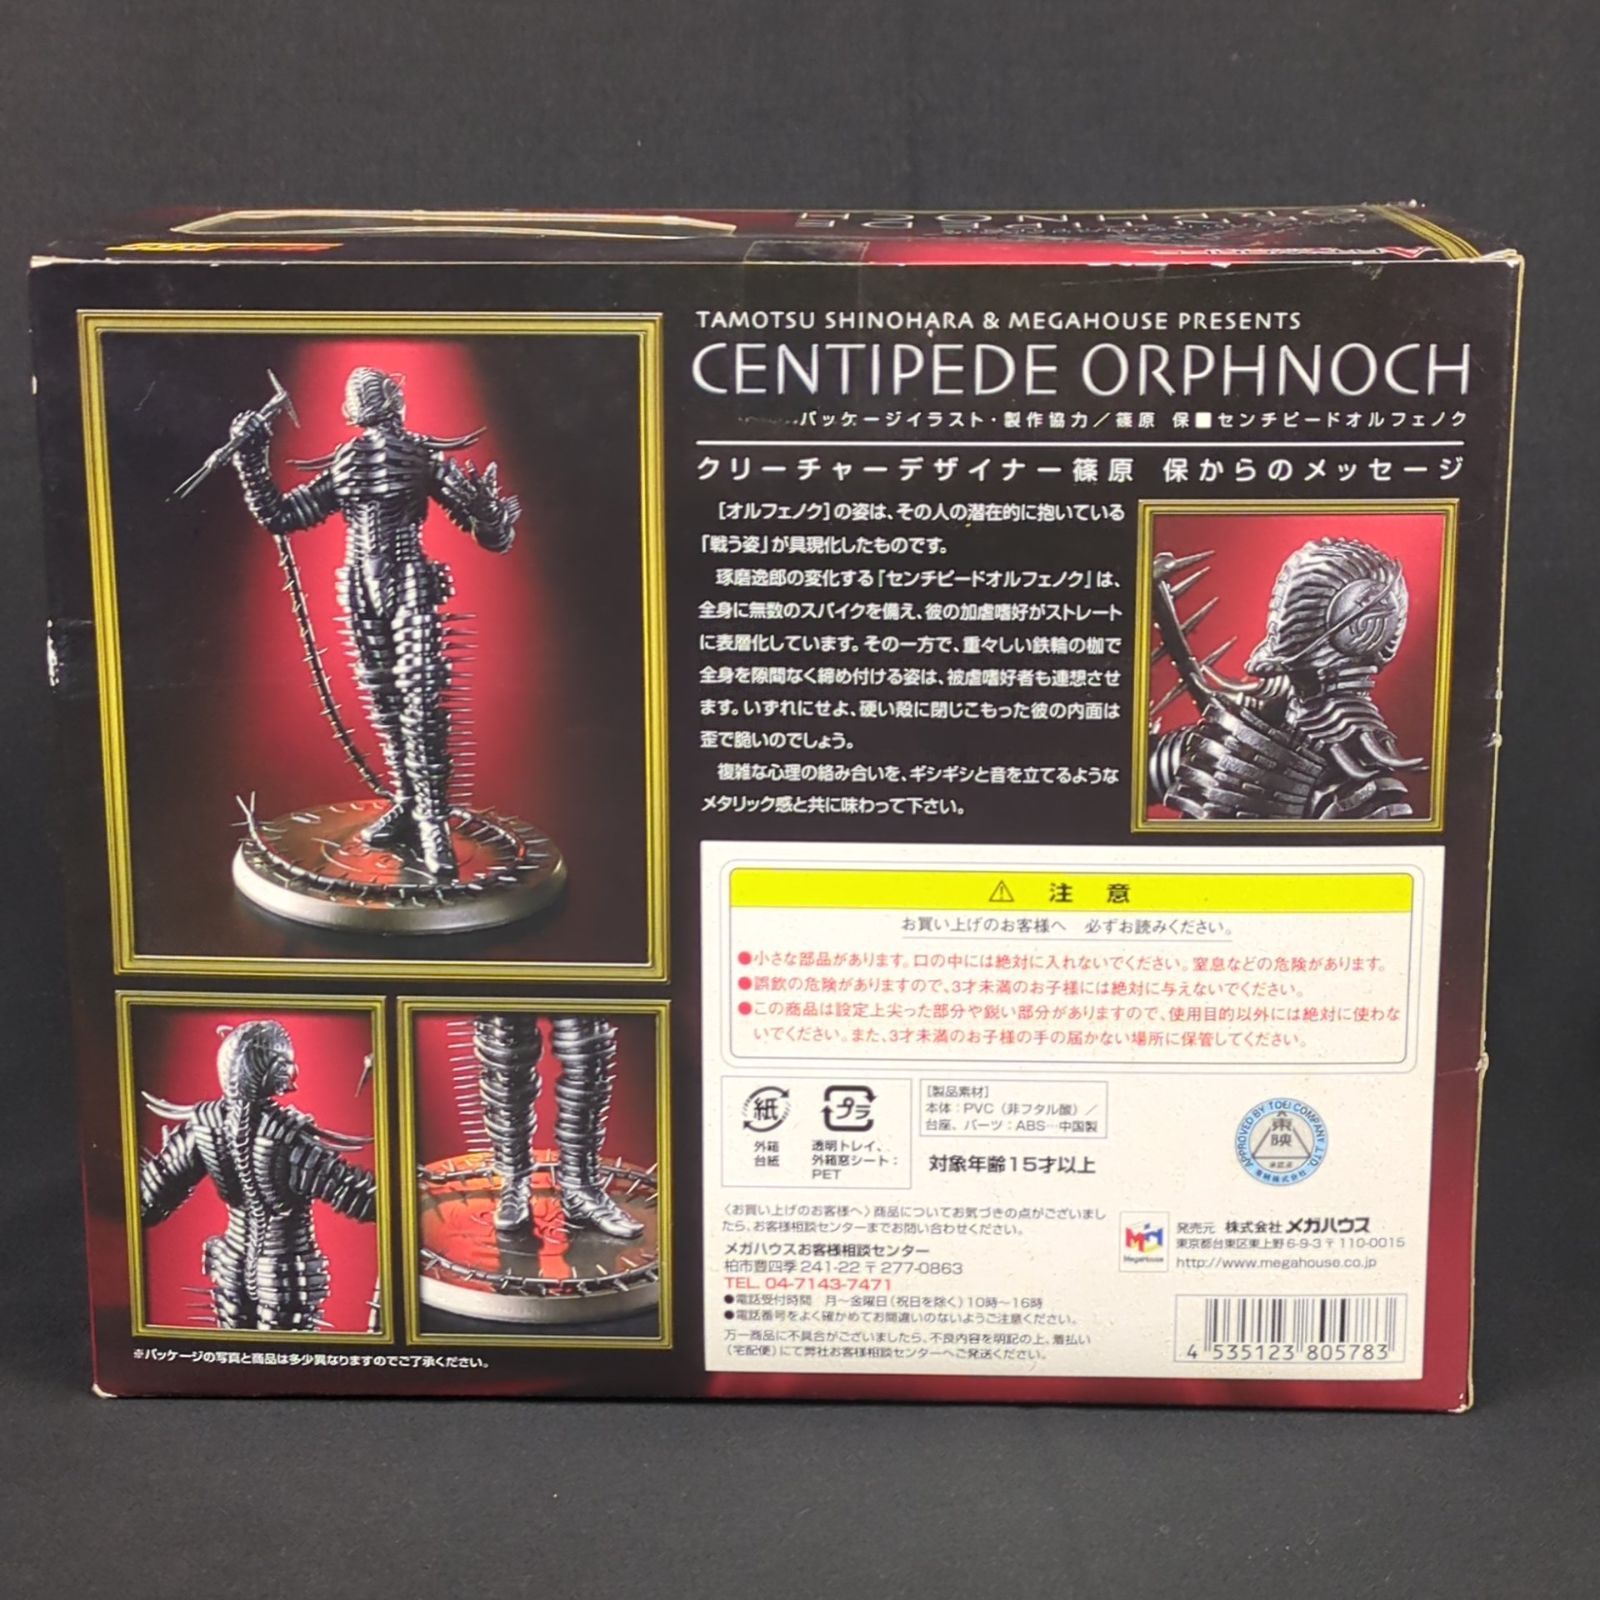 TAMOTSU SHINOHARA & MEGAHOUSE PRESENTS
CENTIPEDE ORPHNOCH
パッケージイラスト・製作協力／篠原 保■センチピードオルフェノク
クリーチャーデザイナー篠原 保からのメッセージ
[オルフェノク]の姿は、その人の潜在的に抱いている
「戦う姿」が具現化したものです。
琢磨逸郎の変化する『センチピードオルフェノク』は、
全身に無数のスパイクを備え、彼の加虐嗜好がストレート
に表層化しています。その一方で、重々しい鉄輪の枷で
全身を隙間なく締め付ける姿は、被虐嗜好者も連想させ
ます。いずれにせよ、硬い殻に閉じこもった彼の内面は
歪で脆いのでしょう。
複雑な心理の絡み合いを、ギシギシと音を立てるような
メタリック感と共に味わって下さい。
⚠ 注 意
お買い上げのお客様へ 必ずお読みください。
●小さな部品があります。口の中には絶対に入れないでください。窒息などの危険があります。
●誤飲の危険がありますので、3才未満のお子様には絶対に与えないでください。
●この商品は設定上尖った部分や鋭い部分がありますので、使用目的以外には絶対に使わな
いでください。また、3才未満のお子様の手の届かない場所に保管してください。
紙
外箱
台紙
プラ
透明トレイ、
外箱窓シート：
PET
[製品素材]
本体：PVC（非フタル酸）／
台座、パーツ：ABS…中国製
対象年齢15才以上
APPROVED BY TOEI COMPANY, LTD.
東映
承認済
東映株式会社
〈お買い上げのお客様へ〉商品についてお気づきの点がございまし
たら、お客様相談センターまでお問い合わせください。
メガハウスお客様相談センター
柏市豊四季241-22 〒277-0863
TEL. 04-7143-7471
●電話受付時間 月〜金曜日(祝日を除く)10時〜16時
●電話番号をよく確かめてお間違いのないようご注意ください。
万一商品に不具合がございましたら、不良内容を明記の上、着払い
（宅配便）にて弊社お客様相談センターへご発送ください。
MegaHouse
発売元 株式会社メガハウス
東京都台東区東上野6-9-3 〒110-0015
http://www.megahouse.co.jp
4 535123 805783
※パッケージの写真と商品は多少異なりますのでご了承ください。